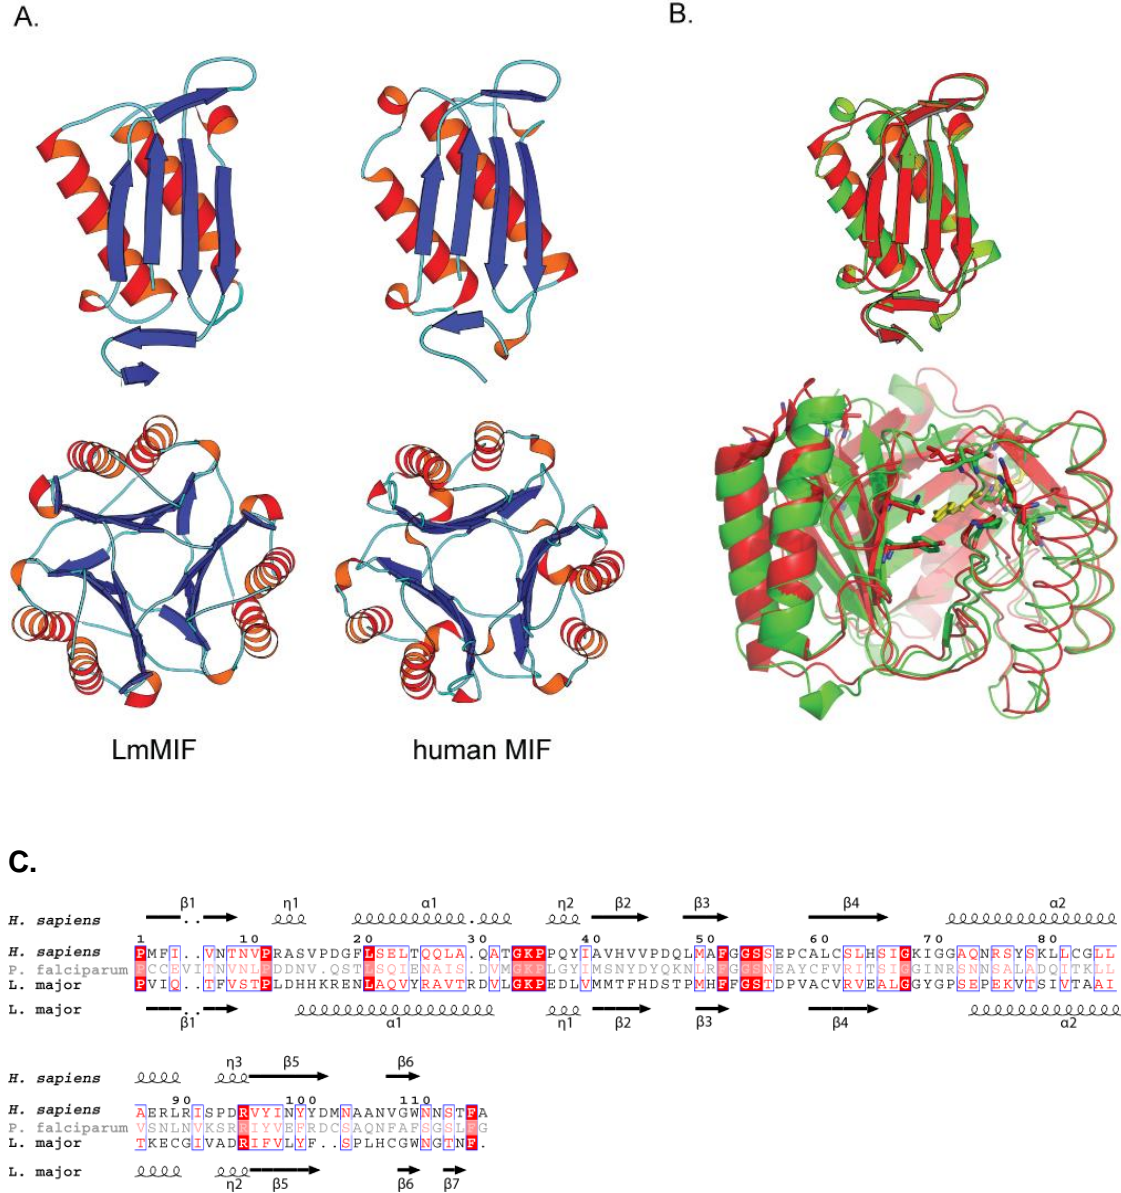 A.
B.
LmMIF
human MIF
C.
β1 η1 α1 η2 β2 β3 β4 α2
H. sapiens
.. 
1 10 20 30 40 50 60 70 80
H. sapiens PMFI..VNTNVPRASVPDGFLSELTQQLA.QATGKPPQYIAVHVVPDQLMAFGGSSEPCALCSLHSIGKIGGAQNRSYSKLLCGLL
P. falciparum PCCEVITNVNLPDDNV.QSTLSQIENAIS.DVMGKPLGYIMSNYDYQKNLRFGGSNEAYCFVRITSIGGINRSNNSALADQITKLL
L. major PVIQ..TFVSTPLDHHKRENLAQVYRAVTRDVLGKPEDLVMMTFHDSTPMHFFGSTDPVACVRVEALGGYGPSEPEKVTSIVTAAI
L. major ..
β1 α1 η1 β2 β3 β4 α2
η3 β5 β6
H. sapiens
90 100 110
H. sapiens AERLRISPDRVYINYYDMNAANVGWNNSTFA
P. falciparum VSNLNVKSRRIYVEFRDCSAQNFAFSGSLFG
L. major TKECGIVADRIFVLYF..SPLHCGWNGTNF.
L. major
η2 β5 β6 β7